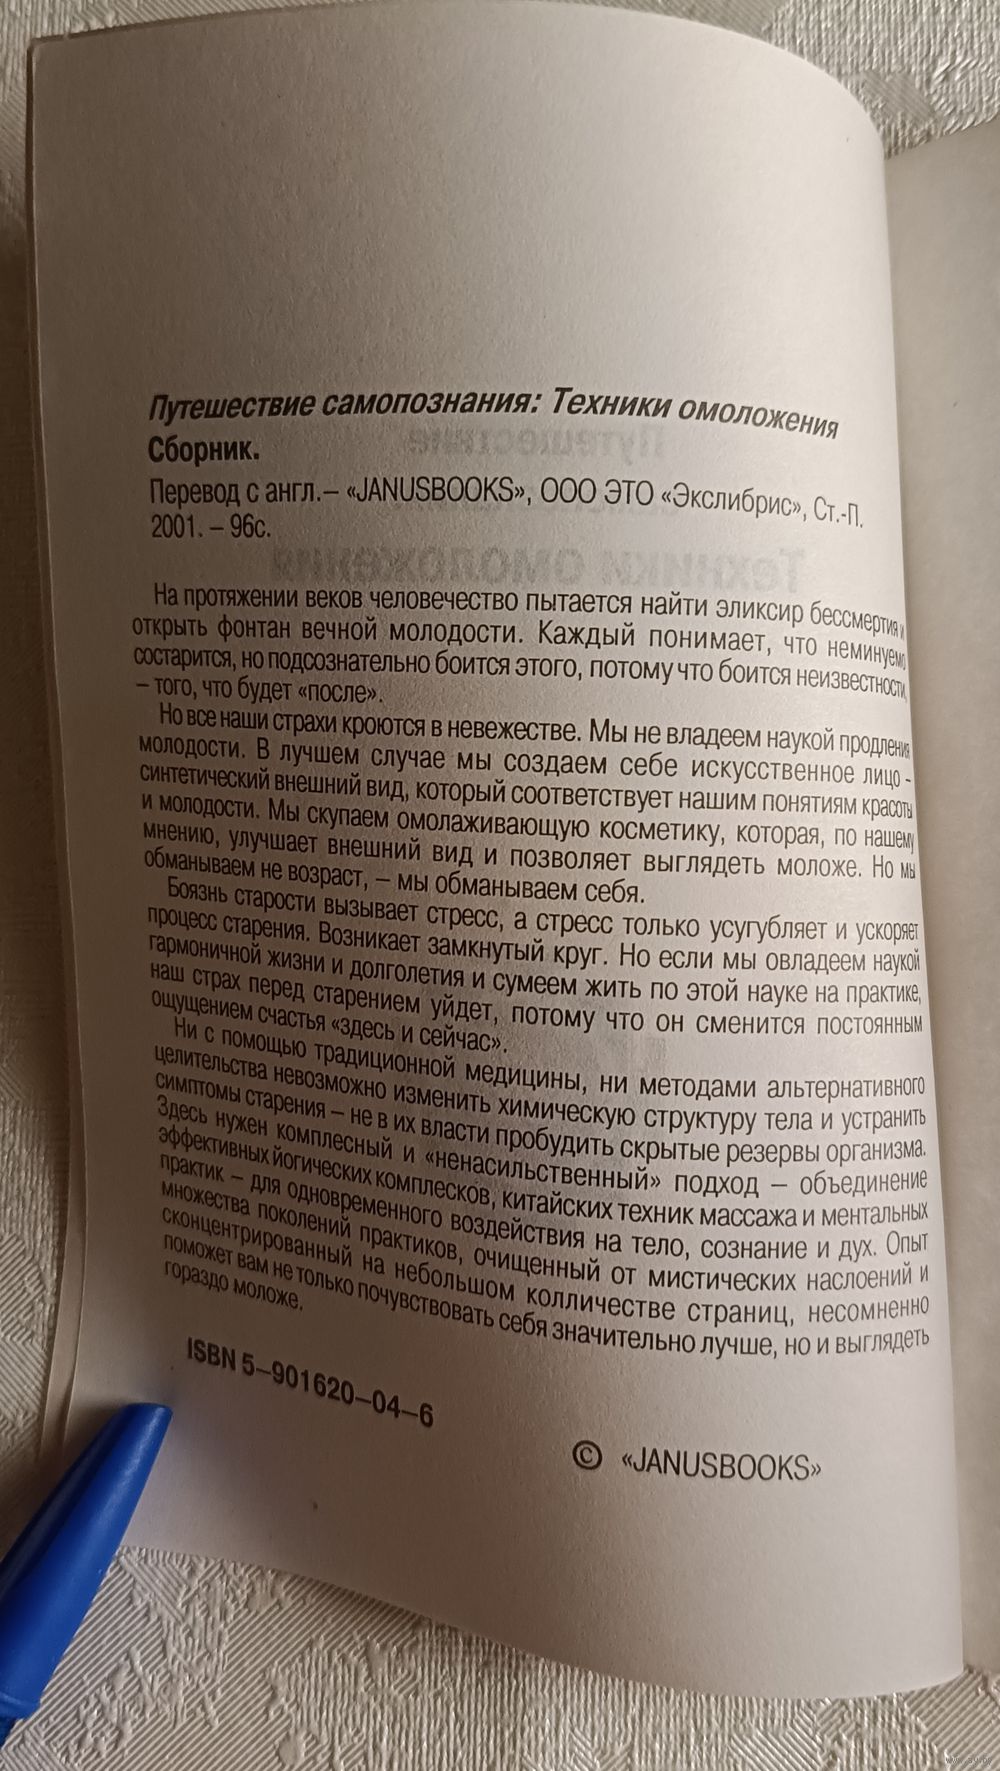 Путешествие самопознания: Техники омоложения
Сборник.
Перевод с англ.– «JANUSBOOKS», ООО ЭТО «Экслибрис», Ст.-П.
2001. – 96с.
На протяжении веков человечество пытается найти эликсир бессмертия и
открыть фонтан вечной молодости. Каждый понимает, что неминуемо
состарится, но подсознательно боится этого, потому что боится неизвестности,
– того, что будет «после».
Но все наши страхи кроются в невежестве. Мы не владеем наукой продления
молодости. В лучшем случае мы создаем себе искусственное лицо -
синтетический внешний вид, который соответствует нашим понятиям красоты
и молодости. Мы скупаем омолаживающую косметику, которая, по нашему
мнению, улучшает внешний вид и позволяет выглядеть моложе. Но мы
обманываем не возраст, – мы обманываем себя.
Боязнь старости вызывает стресс, а стресс только усугубляет и ускоряет
процесс старения. Возникает замкнутый круг. Но если мы овладеем наукой
гармоничной жизни и долголетия и сумеем жить по этой науке на практике,
наш страх перед старением уйдет, потому что он сменится постоянным
ощущением счастья «здесь и сейчас».
Ни с помощью традиционной медицины, ни методами альтернативного
целительства невозможно изменить химическую структуру тела и устранить
симптомы старения – не в их власти пробудить скрытые резервы организма.
Здесь нужен комплесный и «ненасильственный» подход – объединение
эффективных йогических комплесков, китайских техник массажа и ментальных
практик – для одновременного воздействия на тело, сознание и дух. Опыт
множества поколений практиков, очищенный от мистических наслоений и
сконцентрированный на небольшом колличестве страниц, несомненно
поможет вам не только почувствовать себя значительно лучше, но и выглядеть
гораздо моложе.
ISBN 5–901620–04–6
© «JANUSBOOKS»